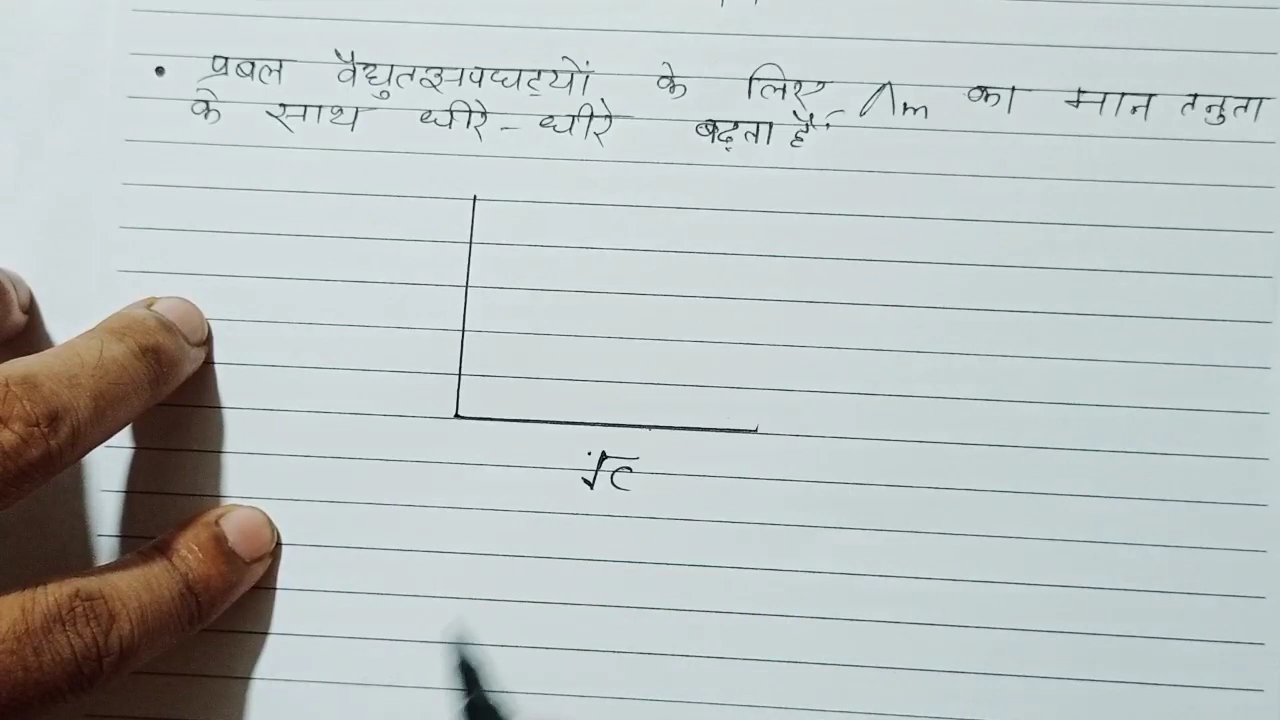 • प्रबल वैद्युतअपघट्यों के लिए Λm का मान तनुता
के साथ धीरे-धीरे बढ़ता हैं
√c